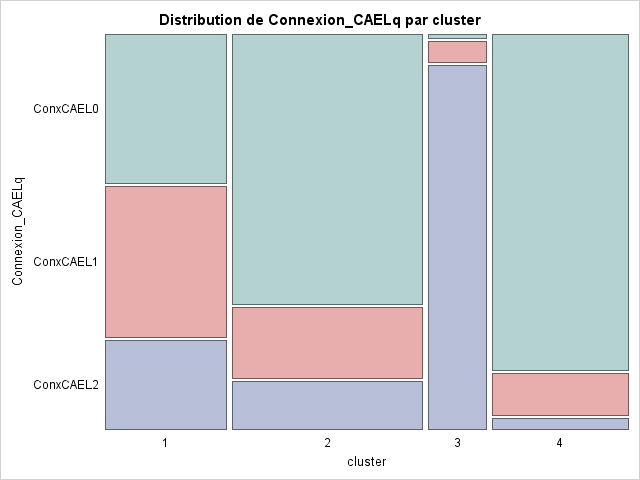 Distribution de Connexion_CAELq par cluster
Connexion_CAELq
ConxCAEL0
ConxCAEL1
ConxCAEL2
1 2 3 4
cluster